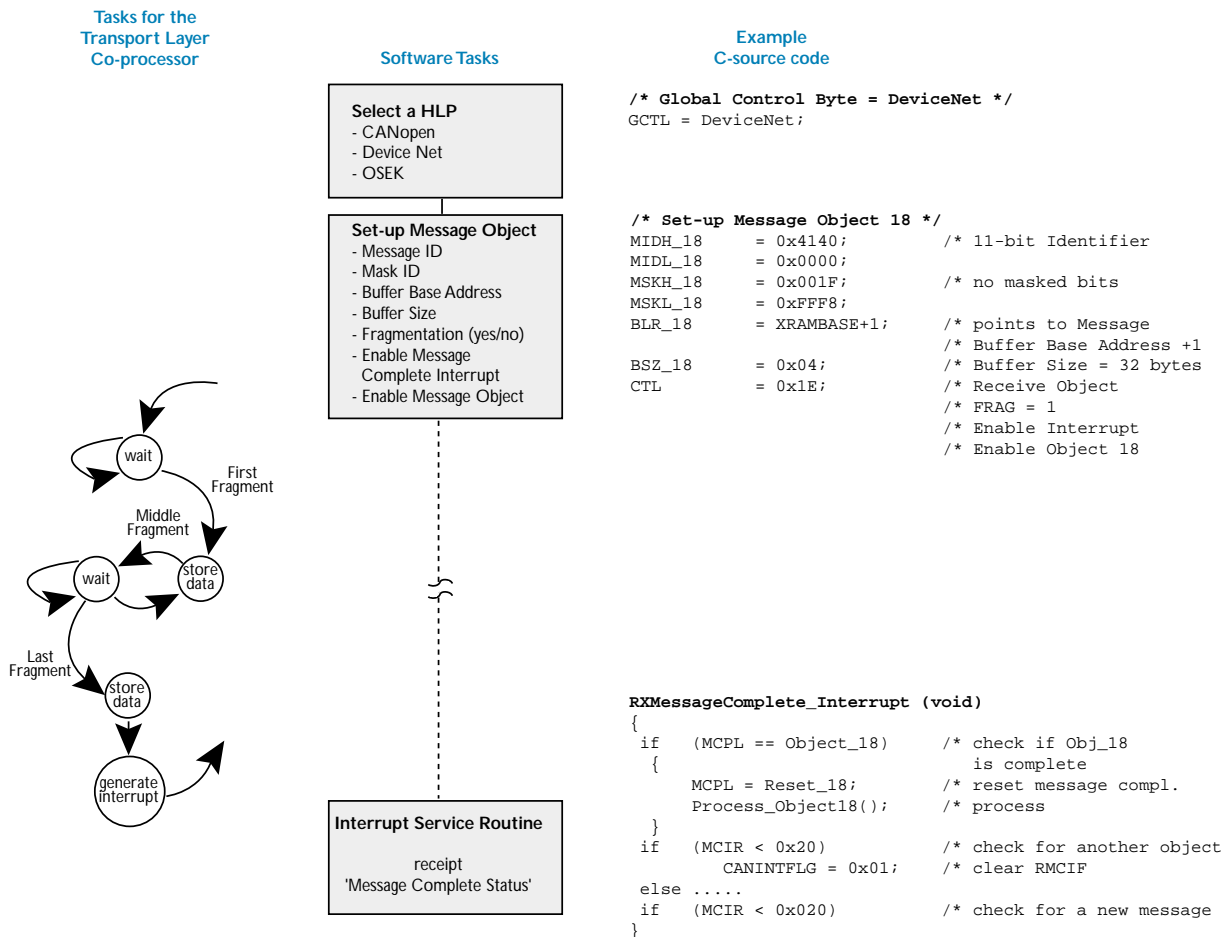 Tasks for the
Transport Layer
Co-processor
Software Tasks
Example
C-source code
Select a HLP
- CANopen
- Device Net
- OSEK
/* Global Control Byte = DeviceNet */
GCTL = DeviceNet;
Set-up Message Object
- Message ID
- Mask ID
- Buffer Base Address
- Buffer Size
- Fragmentation (yes/no)
- Enable Message
Complete Interrupt
- Enable Message Object
/* Set-up Message Object 18 */
MIDH_18 = 0x4140; /* 11-bit Identifier
MIDL_18 = 0x0000;
MSKH_18 = 0x001F; /* no masked bits
MSKL_18 = 0xFFF8;
BLR_18 = XRAMBASE+1; /* points to Message
/* Buffer Base Address +1
BSZ_18 = 0x04; /* Buffer Size = 32 bytes
CTL = 0x1E; /* Receive Object
/* FRAG = 1
/* Enable Interrupt
/* Enable Object 18
wait
First
Fragment
Middle
Fragment
wait
store
data
Last
Fragment
store
data
generate
interrupt
Interrupt Service Routine
receipt
'Message Complete Status'
RXMessageComplete_Interrupt (void)
{
if (MCPL == Object_18) /* check if Obj_18
{ is complete
MCPL = Reset_18; /* reset message compl.
Process_Object18(); /* process
}
if (MCIR < 0x20) /* check for another object
CANINTFLG = 0x01; /* clear RMCIF
else .....
if (MCIR < 0x020) /* check for a new message
}